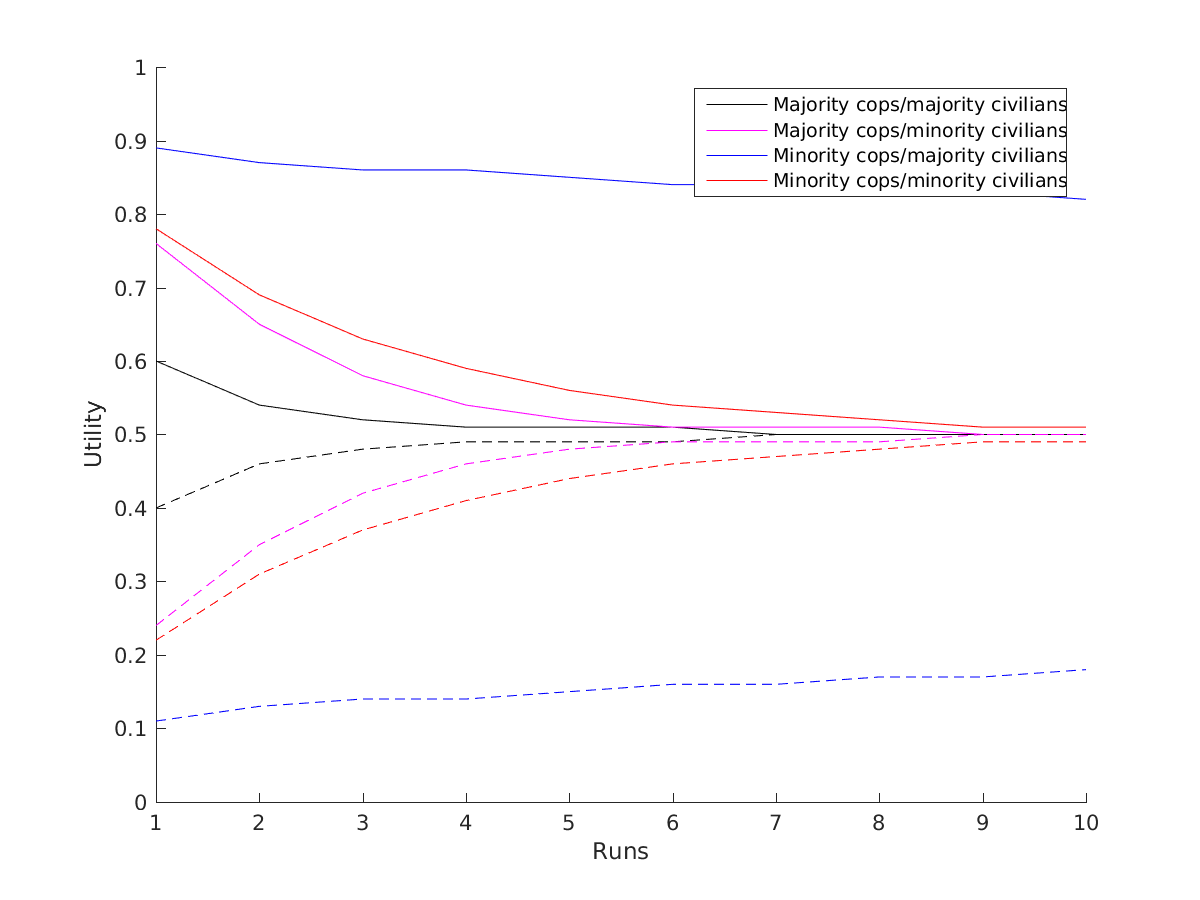 1
0.9
0.8
0.7
0.6
0.5
0.4
0.3
0.2
0.1
0
Utility
Majority cops/majority civilians
Majority cops/minority civilians
Minority cops/majority civilians
Minority cops/minority civilians
1 2 3 4 5 6 7 8 9 10
Runs